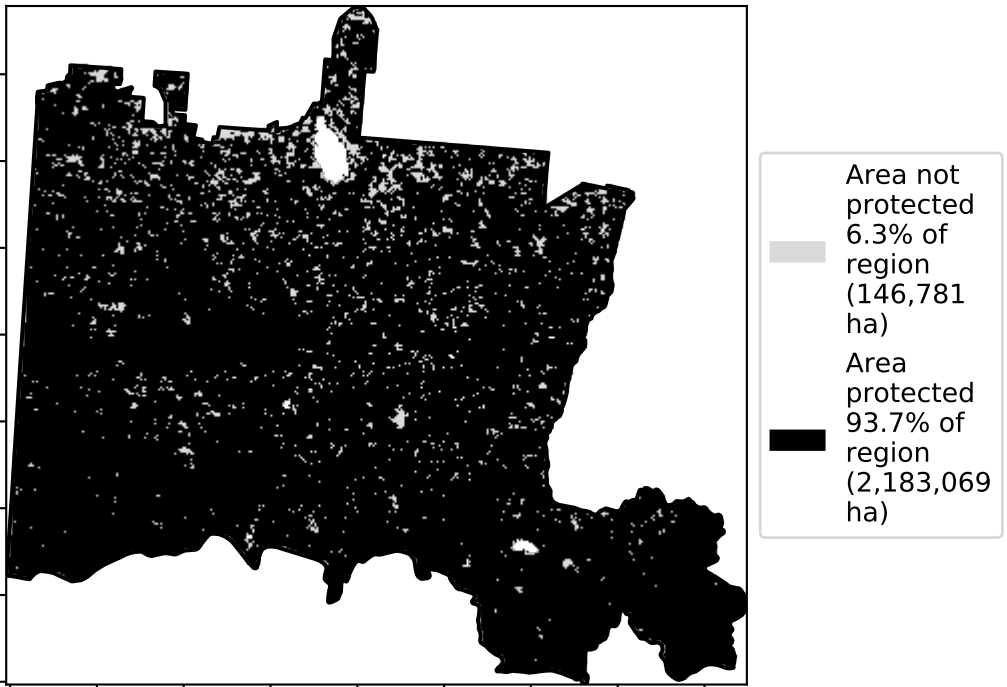 Area not
protected
6.3% of
region
(146,781
ha)
Area
protected
93.7% of
region
(2,183,069
ha)